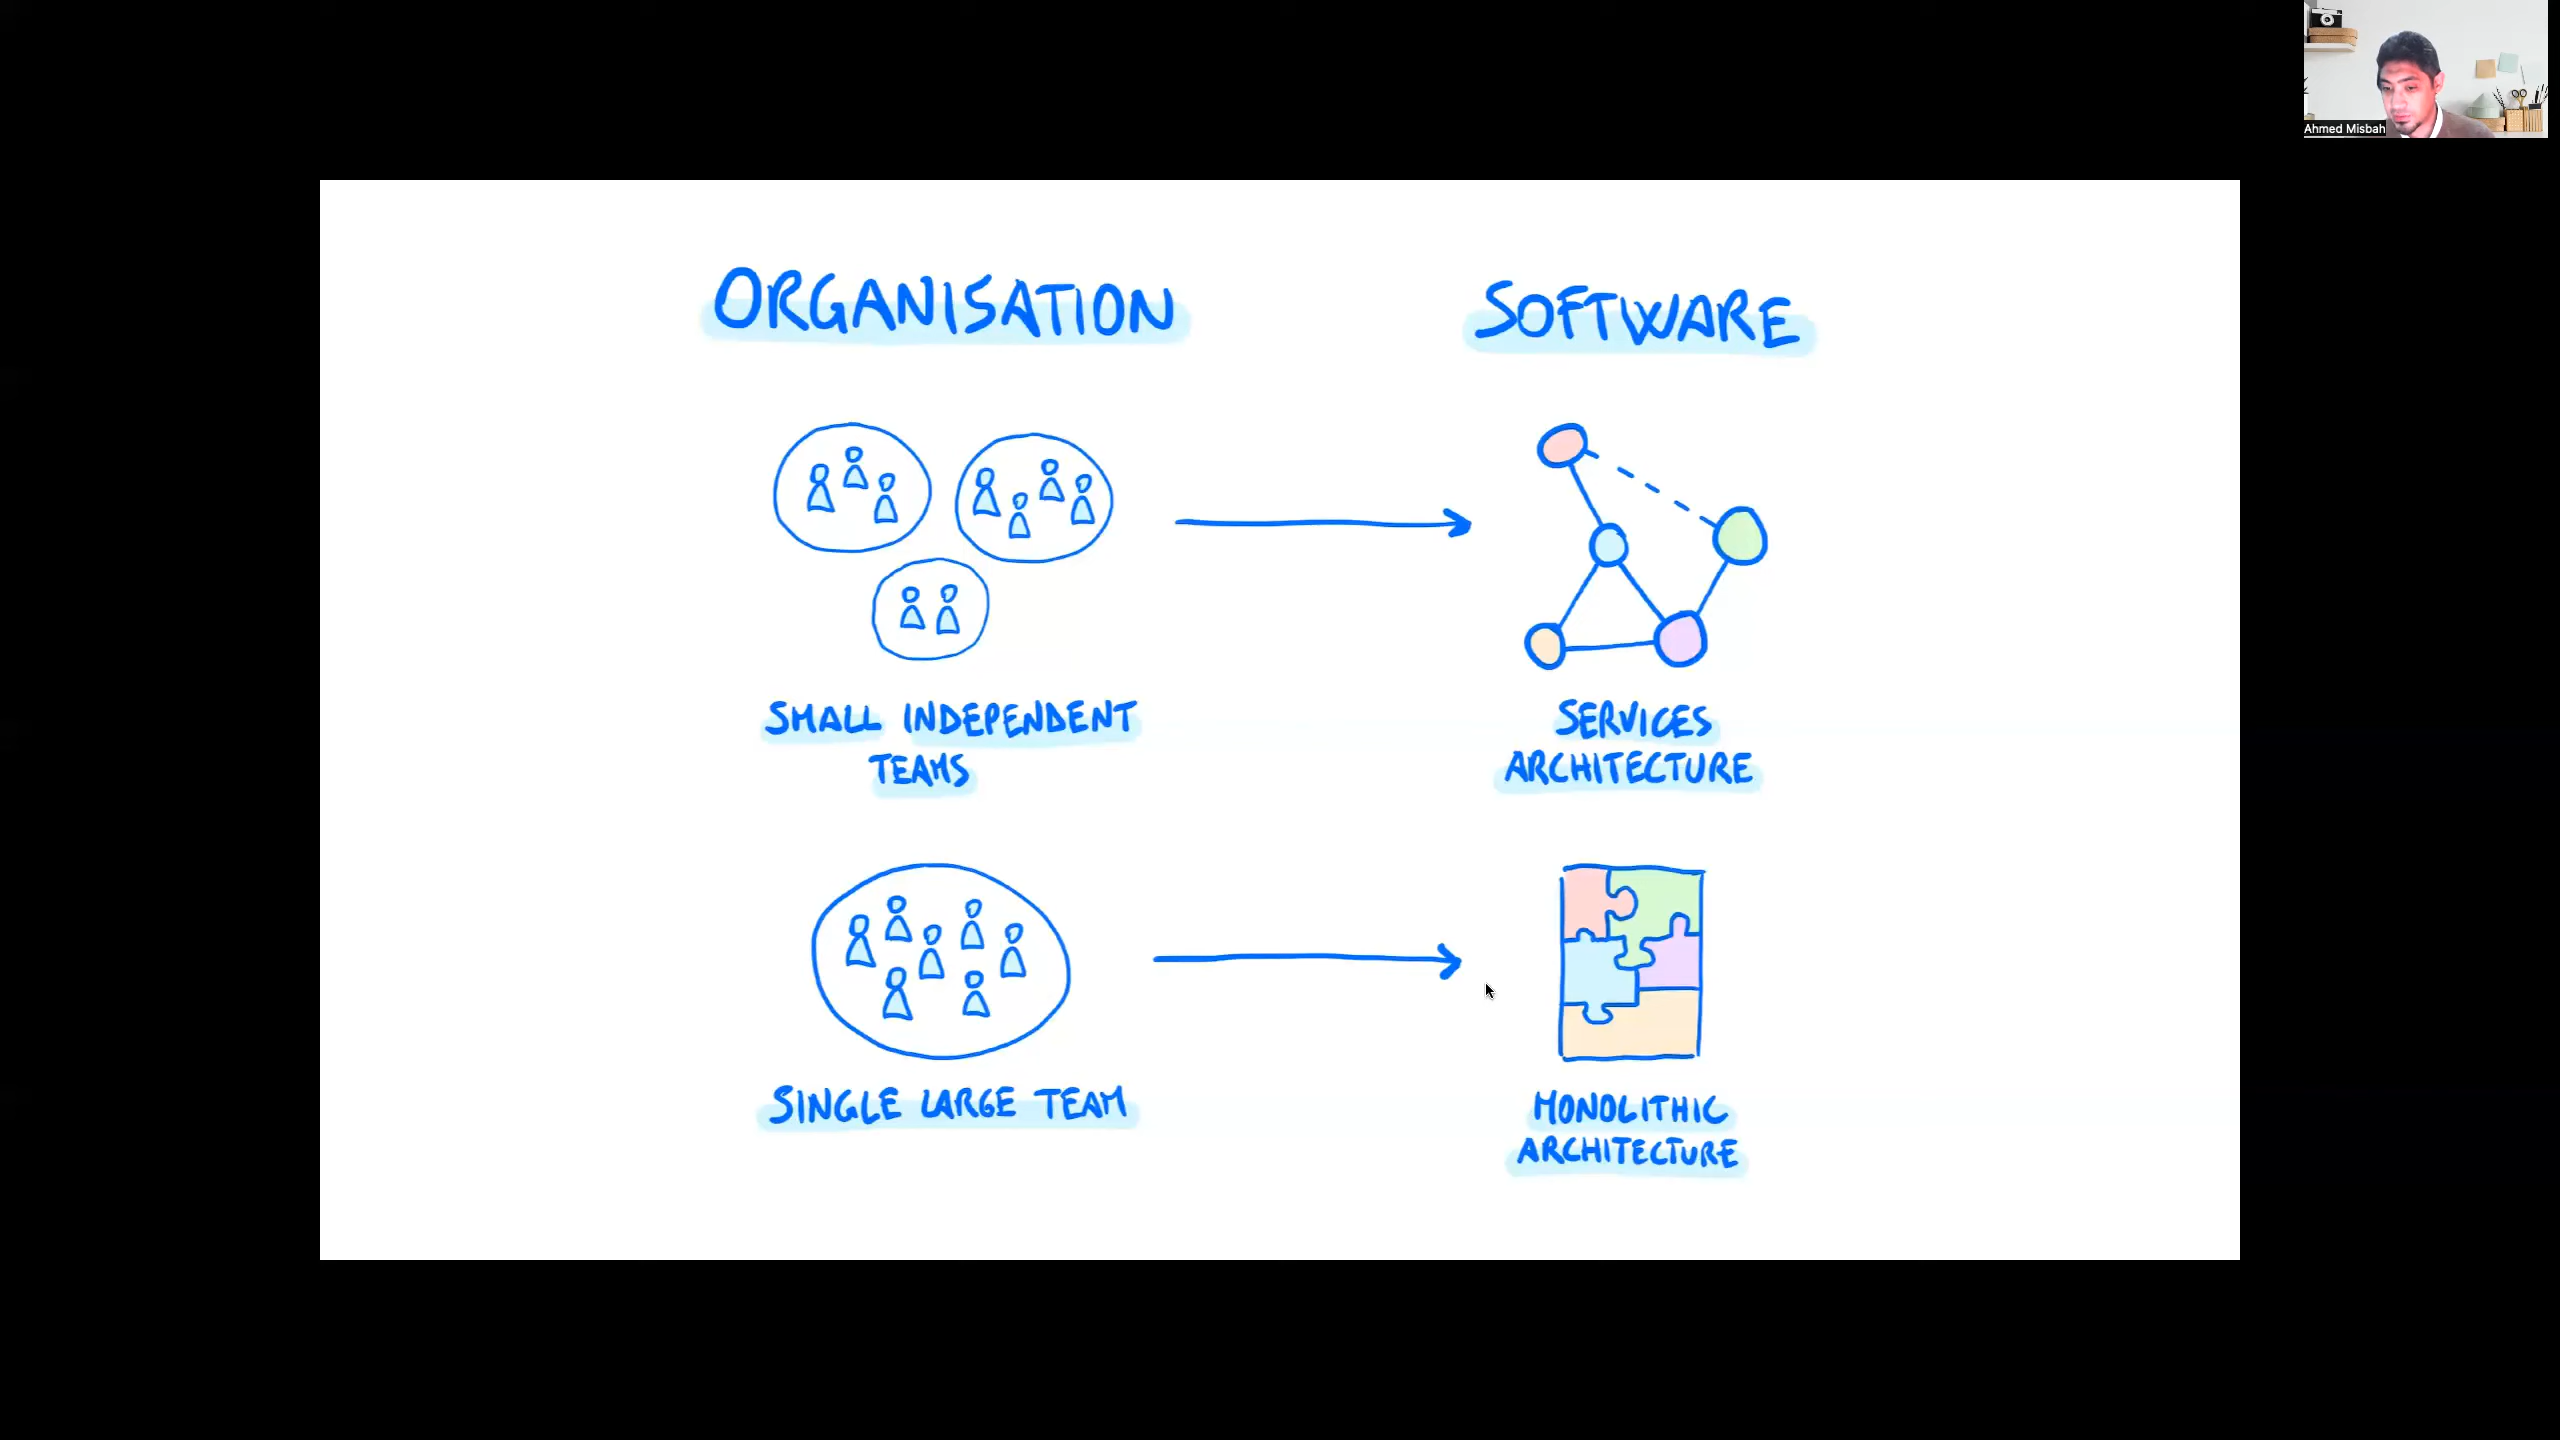 Ahmed Misbah
ORGANISATION
SOFTWARE
SMALL INDEPENDENT
TEAMS
SERVICES
ARCHITECTURE
SINGLE LARGE TEAM
MONOLITHIC
ARCHITECTURE